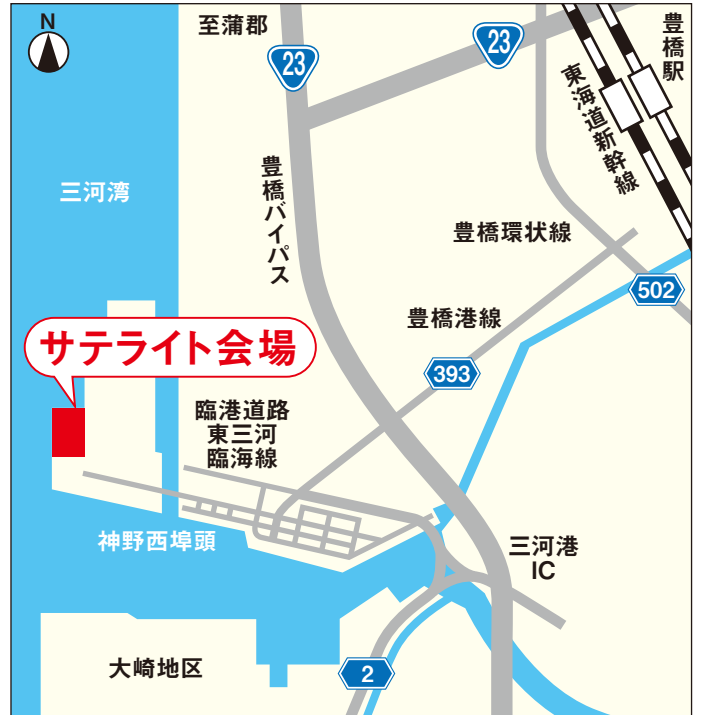 N
至蒲郡
23
23
豊橋駅
東海道新幹線
三河湾
豊橋バイパス
豊橋環状線
502
豊橋港線
サテライト会場
393
臨港道路
東三河
臨海線
神野西埠頭
三河港
IC
大崎地区
2